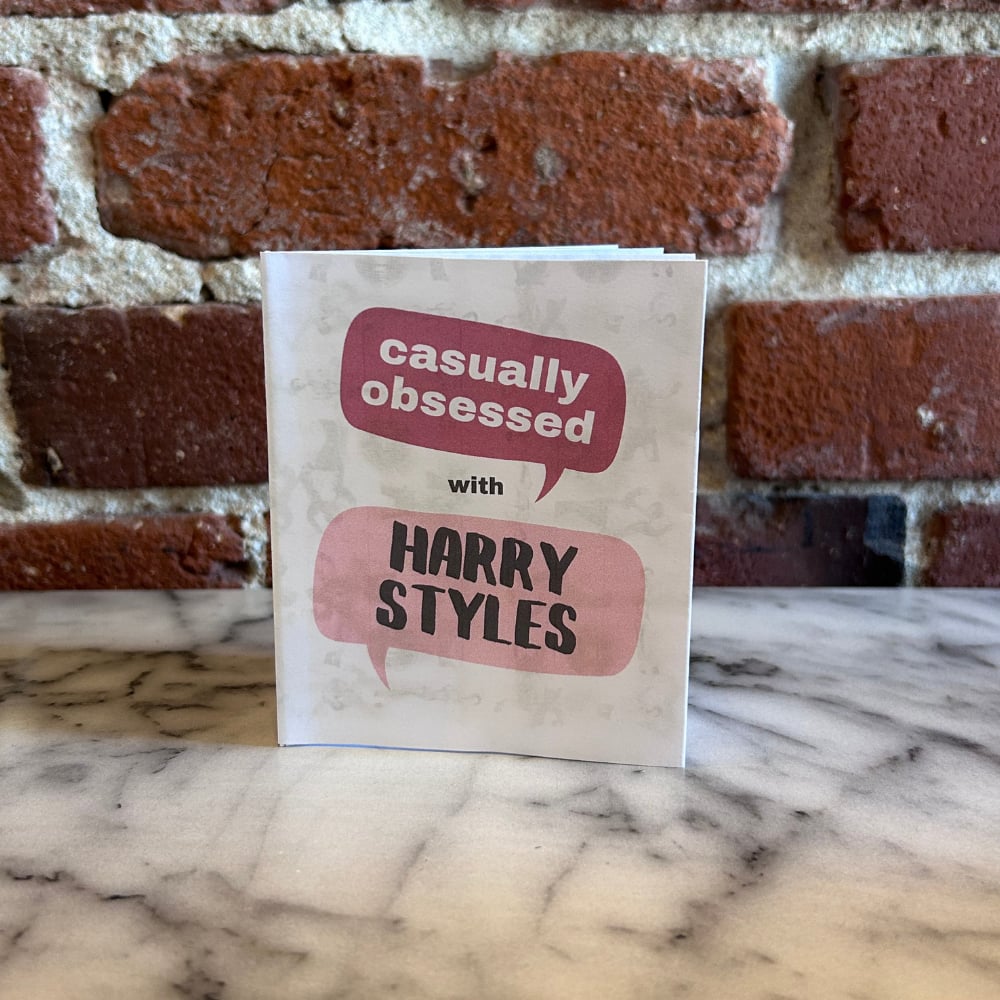 casually
obsessed
with
HARRY
STYLES